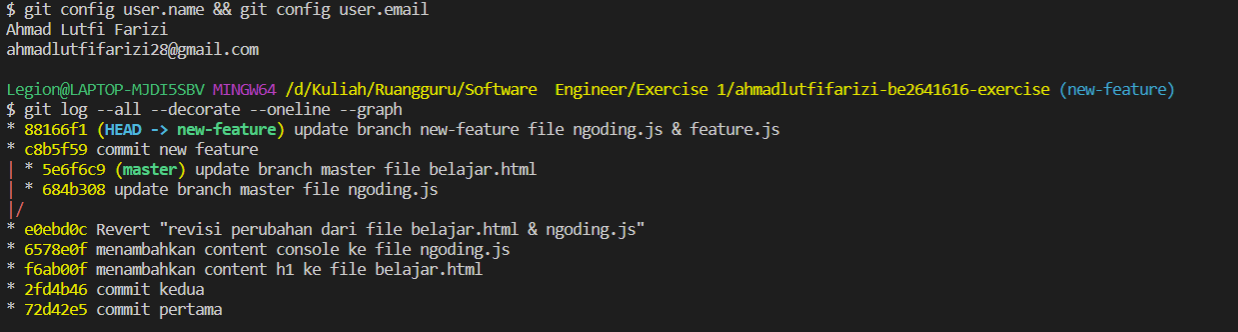 $ git config user.name && git config user.email
Ahmad Lutfi Farizi
ahmadlutfifarizi28@gmail.com
Legion@LAPTOP-MJDI5SBV MINGW64 /d/Kuliah/Ruangguru/Software  Engineer/Exercise 1/ahmadlutfifarizi-be2641616-exercise (new-feature)
$ git log --all --decorate --oneline --graph
* 88166f1 (HEAD -> new-feature) update branch new-feature file ngoding.js & feature.js
* c8b5f59 commit new feature
| * 5e6f6c9 (master) update branch master file belajar.html
| * 684b308 update branch master file ngoding.js
|/
* e0ebd0c Revert "revisi perubahan dari file belajar.html & ngoding.js"
* 6578e0f menambahkan content console ke file ngoding.js
* f6ab00f menambahkan content h1 ke file belajar.html
* 2fd4b46 commit kedua
* 72d42e5 commit pertama